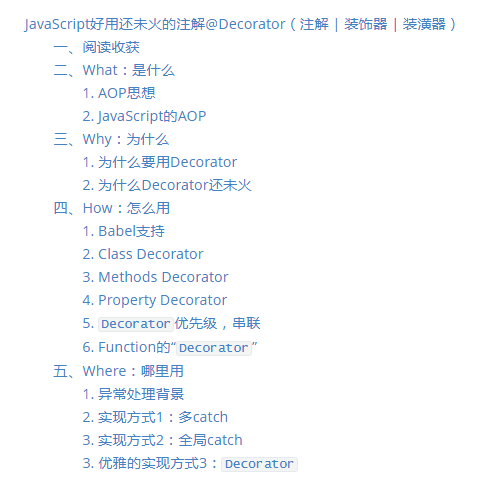 JavaScript好用还未火的注解@Decorator（注解 | 装饰器 | 装潢器）
一、阅读收获
二、What：是什么
1. AOP思想
2. JavaScript的AOP
三、Why：为什么
1. 为什么要用Decorator
2. 为什么Decorator还未火
四、How：怎么用
1. Babel支持
2. Class Decorator
3. Methods Decorator
4. Property Decorator
5. Decorator优先级，串联
6. Function的“Decorator”
五、Where：哪里用
1. 异常处理背景
2. 实现方式1：多catch
3. 实现方式2：全局catch
3. 优雅的实现方式3：Decorator